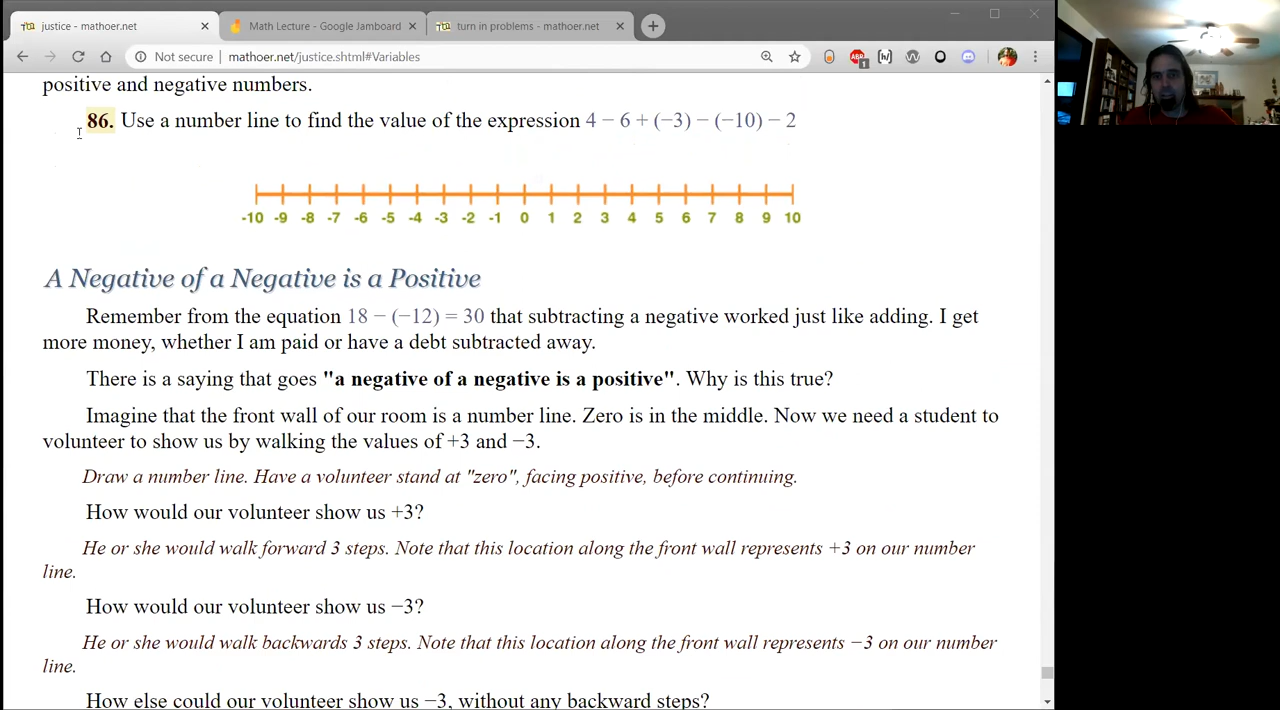 justice - mathoer.net
Math Lecture - Google Jamboard
turn in problems - mathoer.net
Not secure
mathoer.net/justice.shtml#Variables
ABP
1
positive and negative numbers.
86. Use a number line to find the value of the expression 4 − 6 + (−3) − (−10) − 2
-10 -9 -8 -7 -6 -5 -4 -3 -2 -1 0 1 2 3 4 5 6 7 8 9 10
A Negative of a Negative is a Positive
Remember from the equation 18 − (−12) = 30 that subtracting a negative worked just like adding. I get
more money, whether I am paid or have a debt subtracted away.
There is a saying that goes "a negative of a negative is a positive". Why is this true?
Imagine that the front wall of our room is a number line. Zero is in the middle. Now we need a student to
volunteer to show us by walking the values of +3 and −3.
Draw a number line. Have a volunteer stand at "zero", facing positive, before continuing.
How would our volunteer show us +3?
He or she would walk forward 3 steps. Note that this location along the front wall represents +3 on our number
line.
How would our volunteer show us −3?
He or she would walk backwards 3 steps. Note that this location along the front wall represents −3 on our number
line.
How else could our volunteer show us −3, without any backward steps?